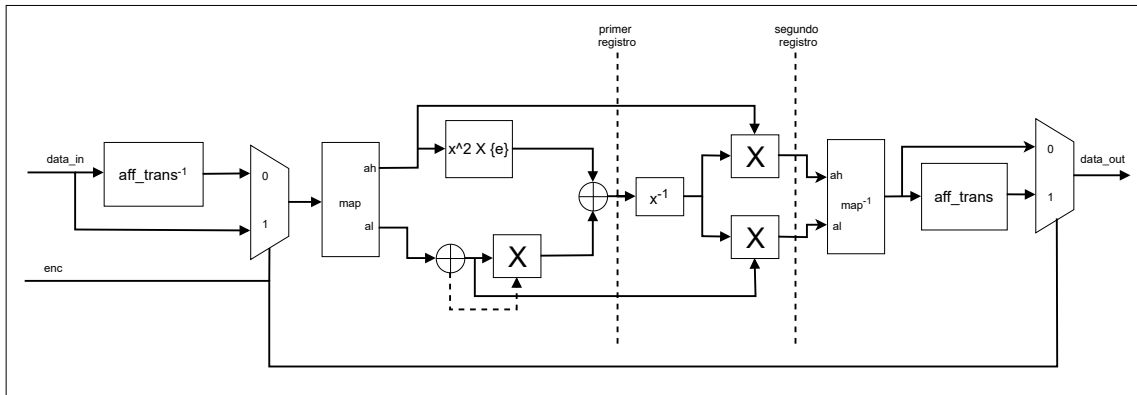 primer
registro
segundo
registro
data_in
aff_trans⁻¹
0
1
enc
map
ah
al
x^2 X {e}
X
x⁻¹
X
X
ah
al
map⁻¹
aff_trans
0
1
data_out